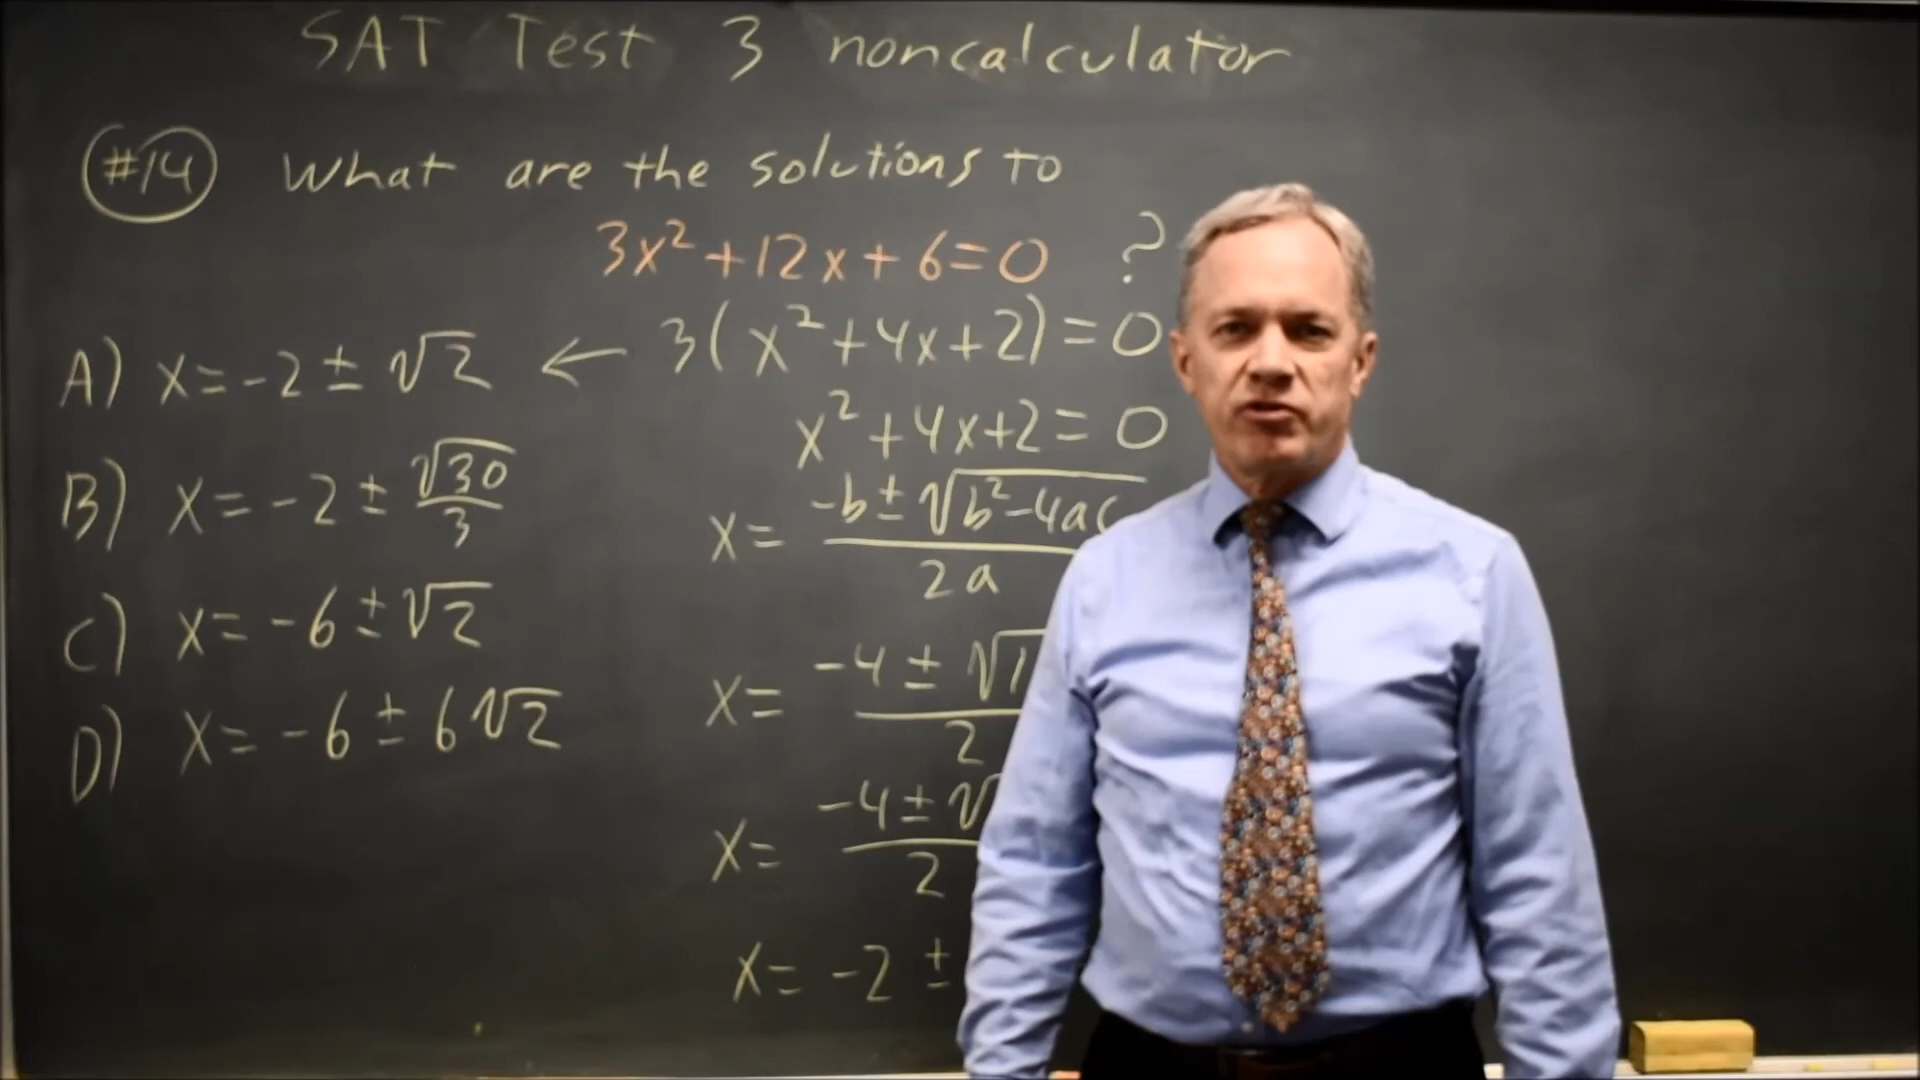 SAT Test 3 noncalculator
#14 What are the solutions to
3x²+12x+6=0 ?
A) x=-2±√2 ← 3(x²+4x+2)=0
x²+4x+2=0
B) x=-2±√30/3
x= -b±√b²-4ac / 2a
C) x=-6±√2
x= -4±√1 / 2
D) x=-6±6√2
x= -4±√ / 2
x= -2 ±